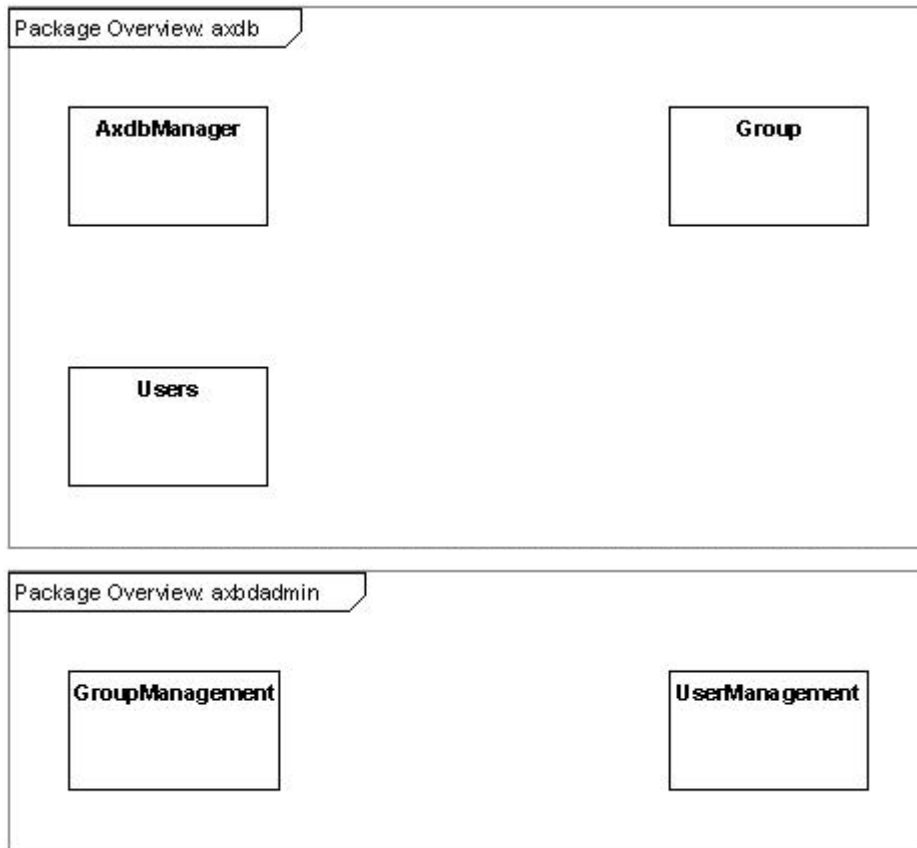 Package Overview: axdb
AxdbManager
Group
Users
Package Overview: axbdadmin
GroupManagement
UserManagement